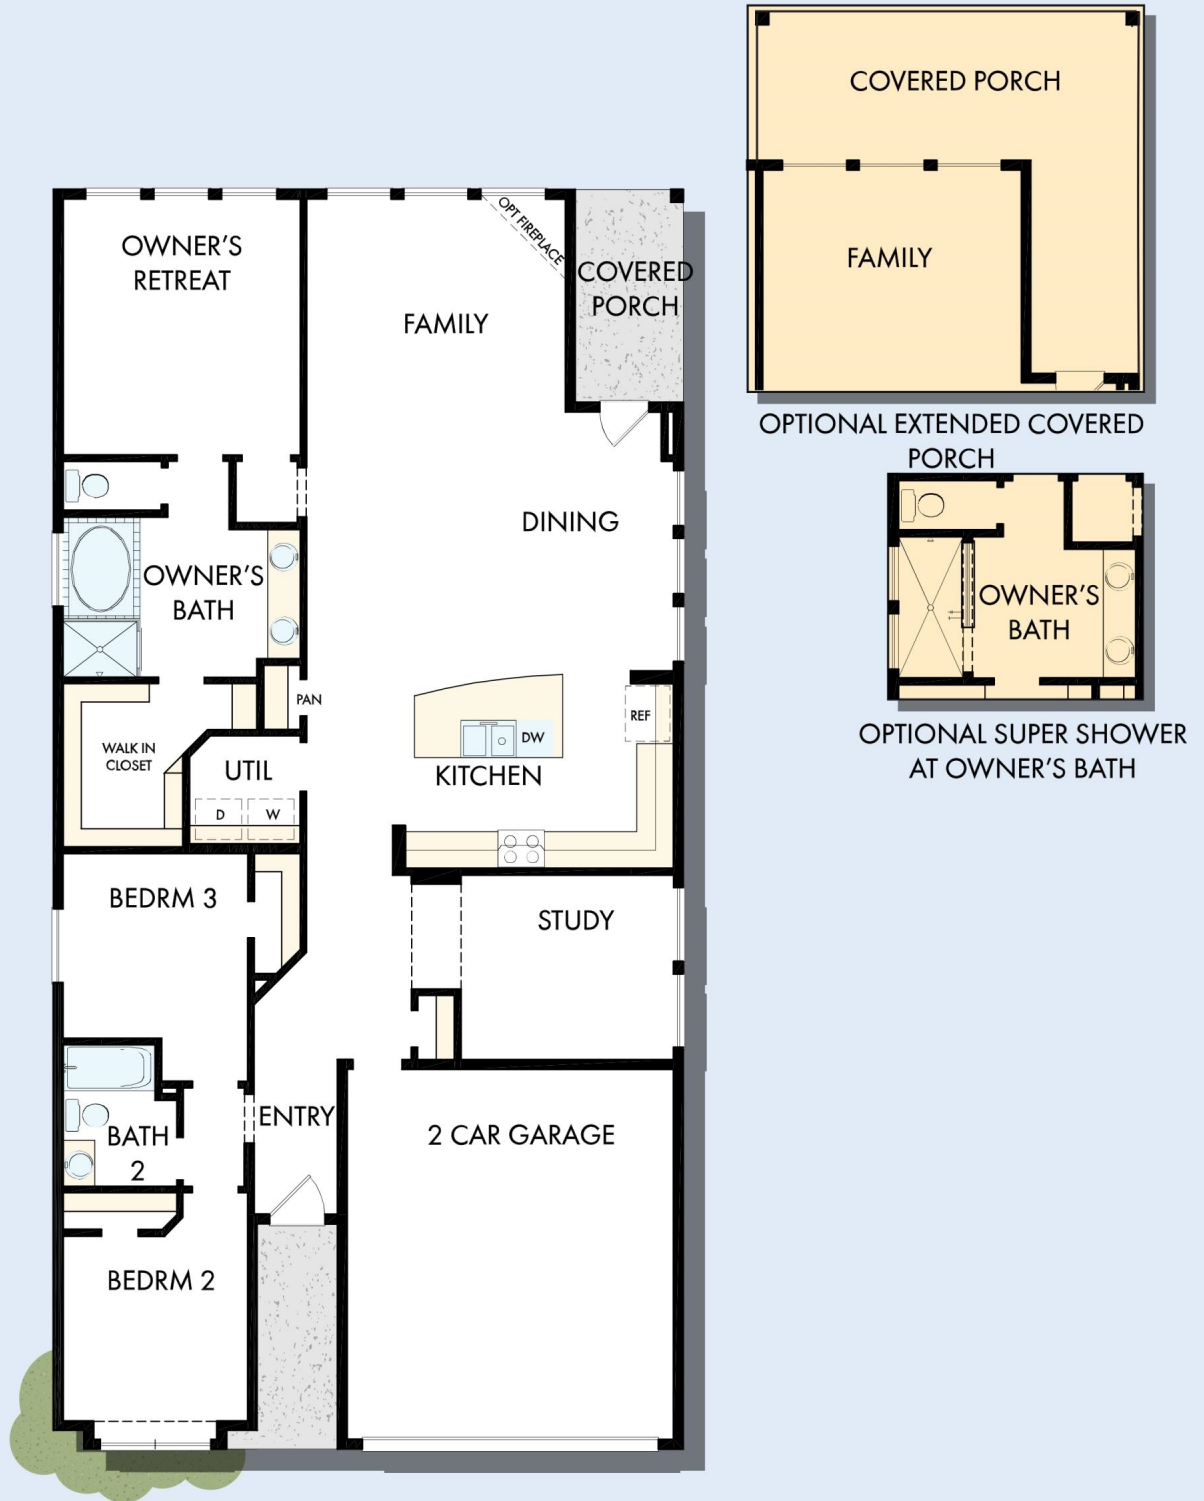 COVERED PORCH
FAMILY
OPTIONAL EXTENDED COVERED
PORCH
OWNER'S
BATH
OPTIONAL SUPER SHOWER
AT OWNER'S BATH
OWNER'S
RETREAT
FAMILY
OPT FIREPLACE
COVERED
PORCH
DINING
OWNER'S
BATH
PAN
REF
WALK IN
CLOSET
UTIL
D
W
DW
KITCHEN
BEDRM 3
STUDY
ENTRY
BATH
2
2 CAR GARAGE
BEDRM 2